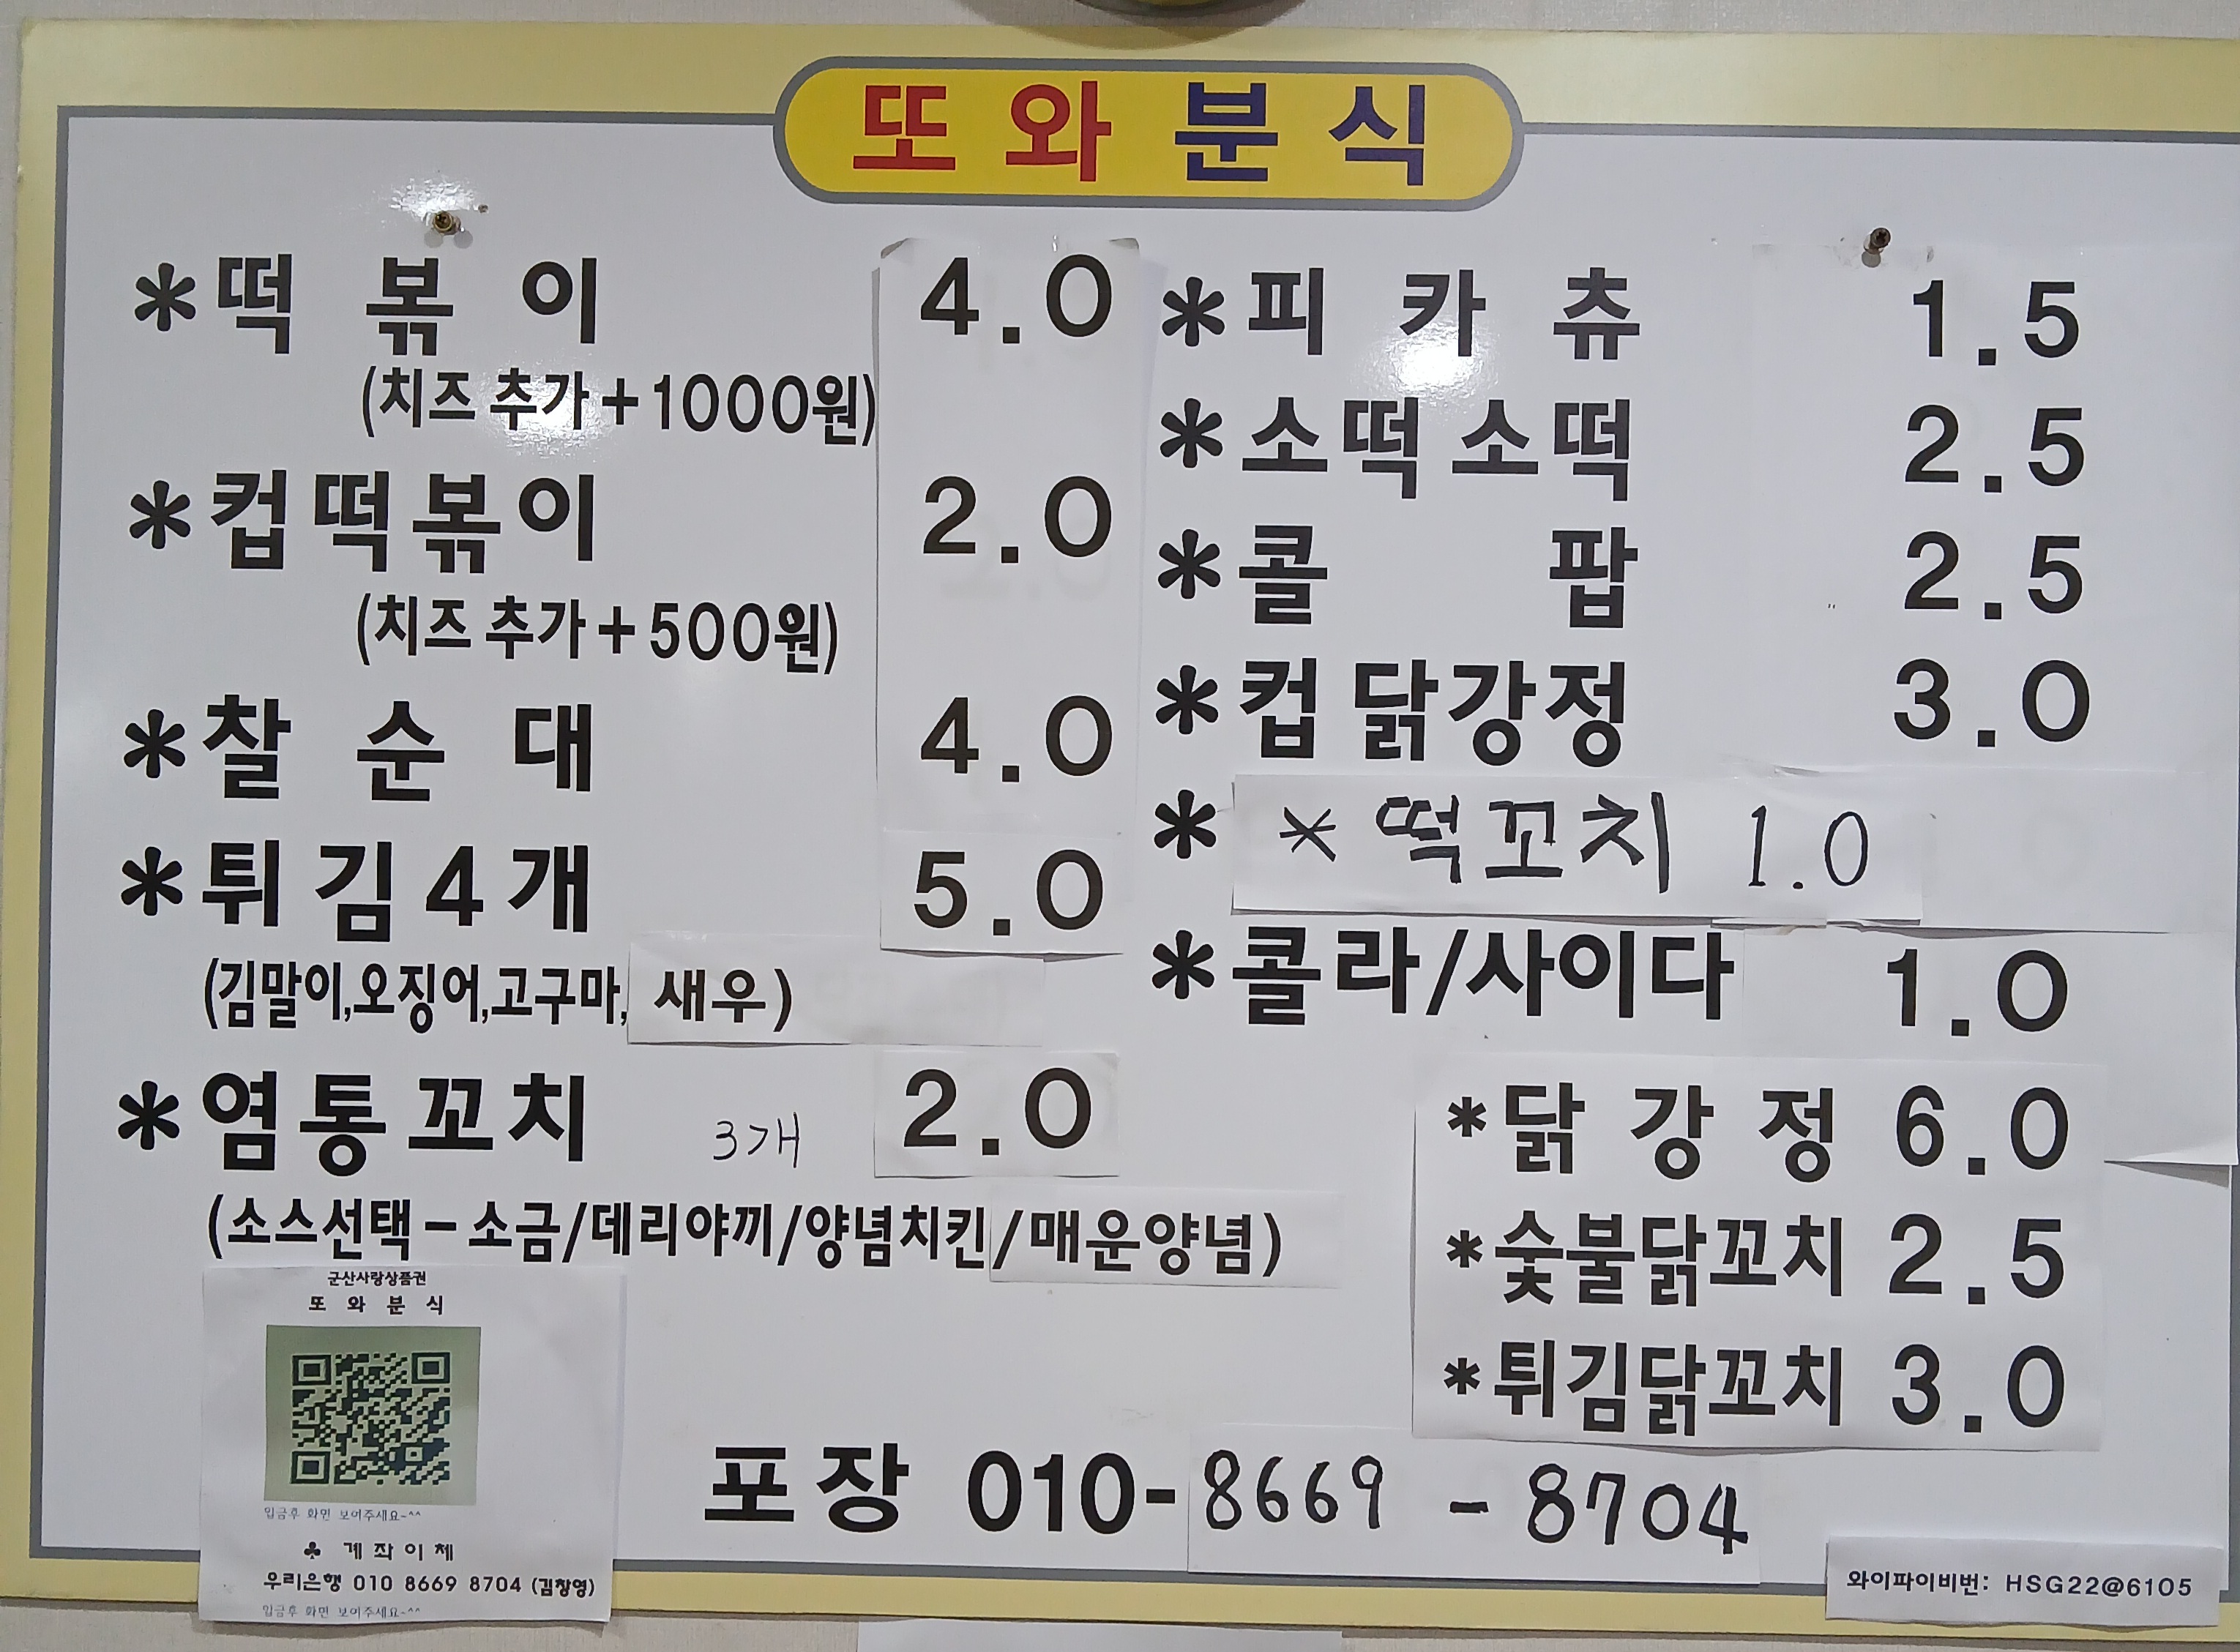 또와분식
*떡볶이 4.0
(치즈 추가+1000원)
*컵떡볶이 2.0
(치즈 추가+500원)
*찰순대 4.0
*튀김4개 5.0
(김말이,오징어,고구마, 새우)
*염통꼬치 3개 2.0
(소스선택-소금/데리야끼/양념치킨/매운양념)
*피카츄 1.5
*소떡소떡 2.5
*콜팝 2.5
*컵닭강정 3.0
* *떡꼬치 1.0
*콜라/사이다 1.0
*닭강정 6.0
*숯불닭꼬치 2.5
*튀김닭꼬치 3.0
군산사랑상품권
또와분식
입금후 화면 보여주세요~^^
♣ 계좌이체
우리은행 010 8669 8704 (김창영)
입금후 화면 보여주세요~^^
포장 010-8669-8704
와이파이비번: HSG22@6105